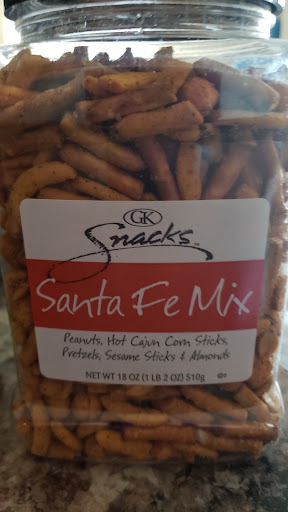 GK
Snacks
Santa Fe Mix
Peanuts, Hot Cajun Corn Sticks,
Pretzels, Sesame Sticks & Almonds
NET WT 18 OZ (1 LB 2 OZ) 510g